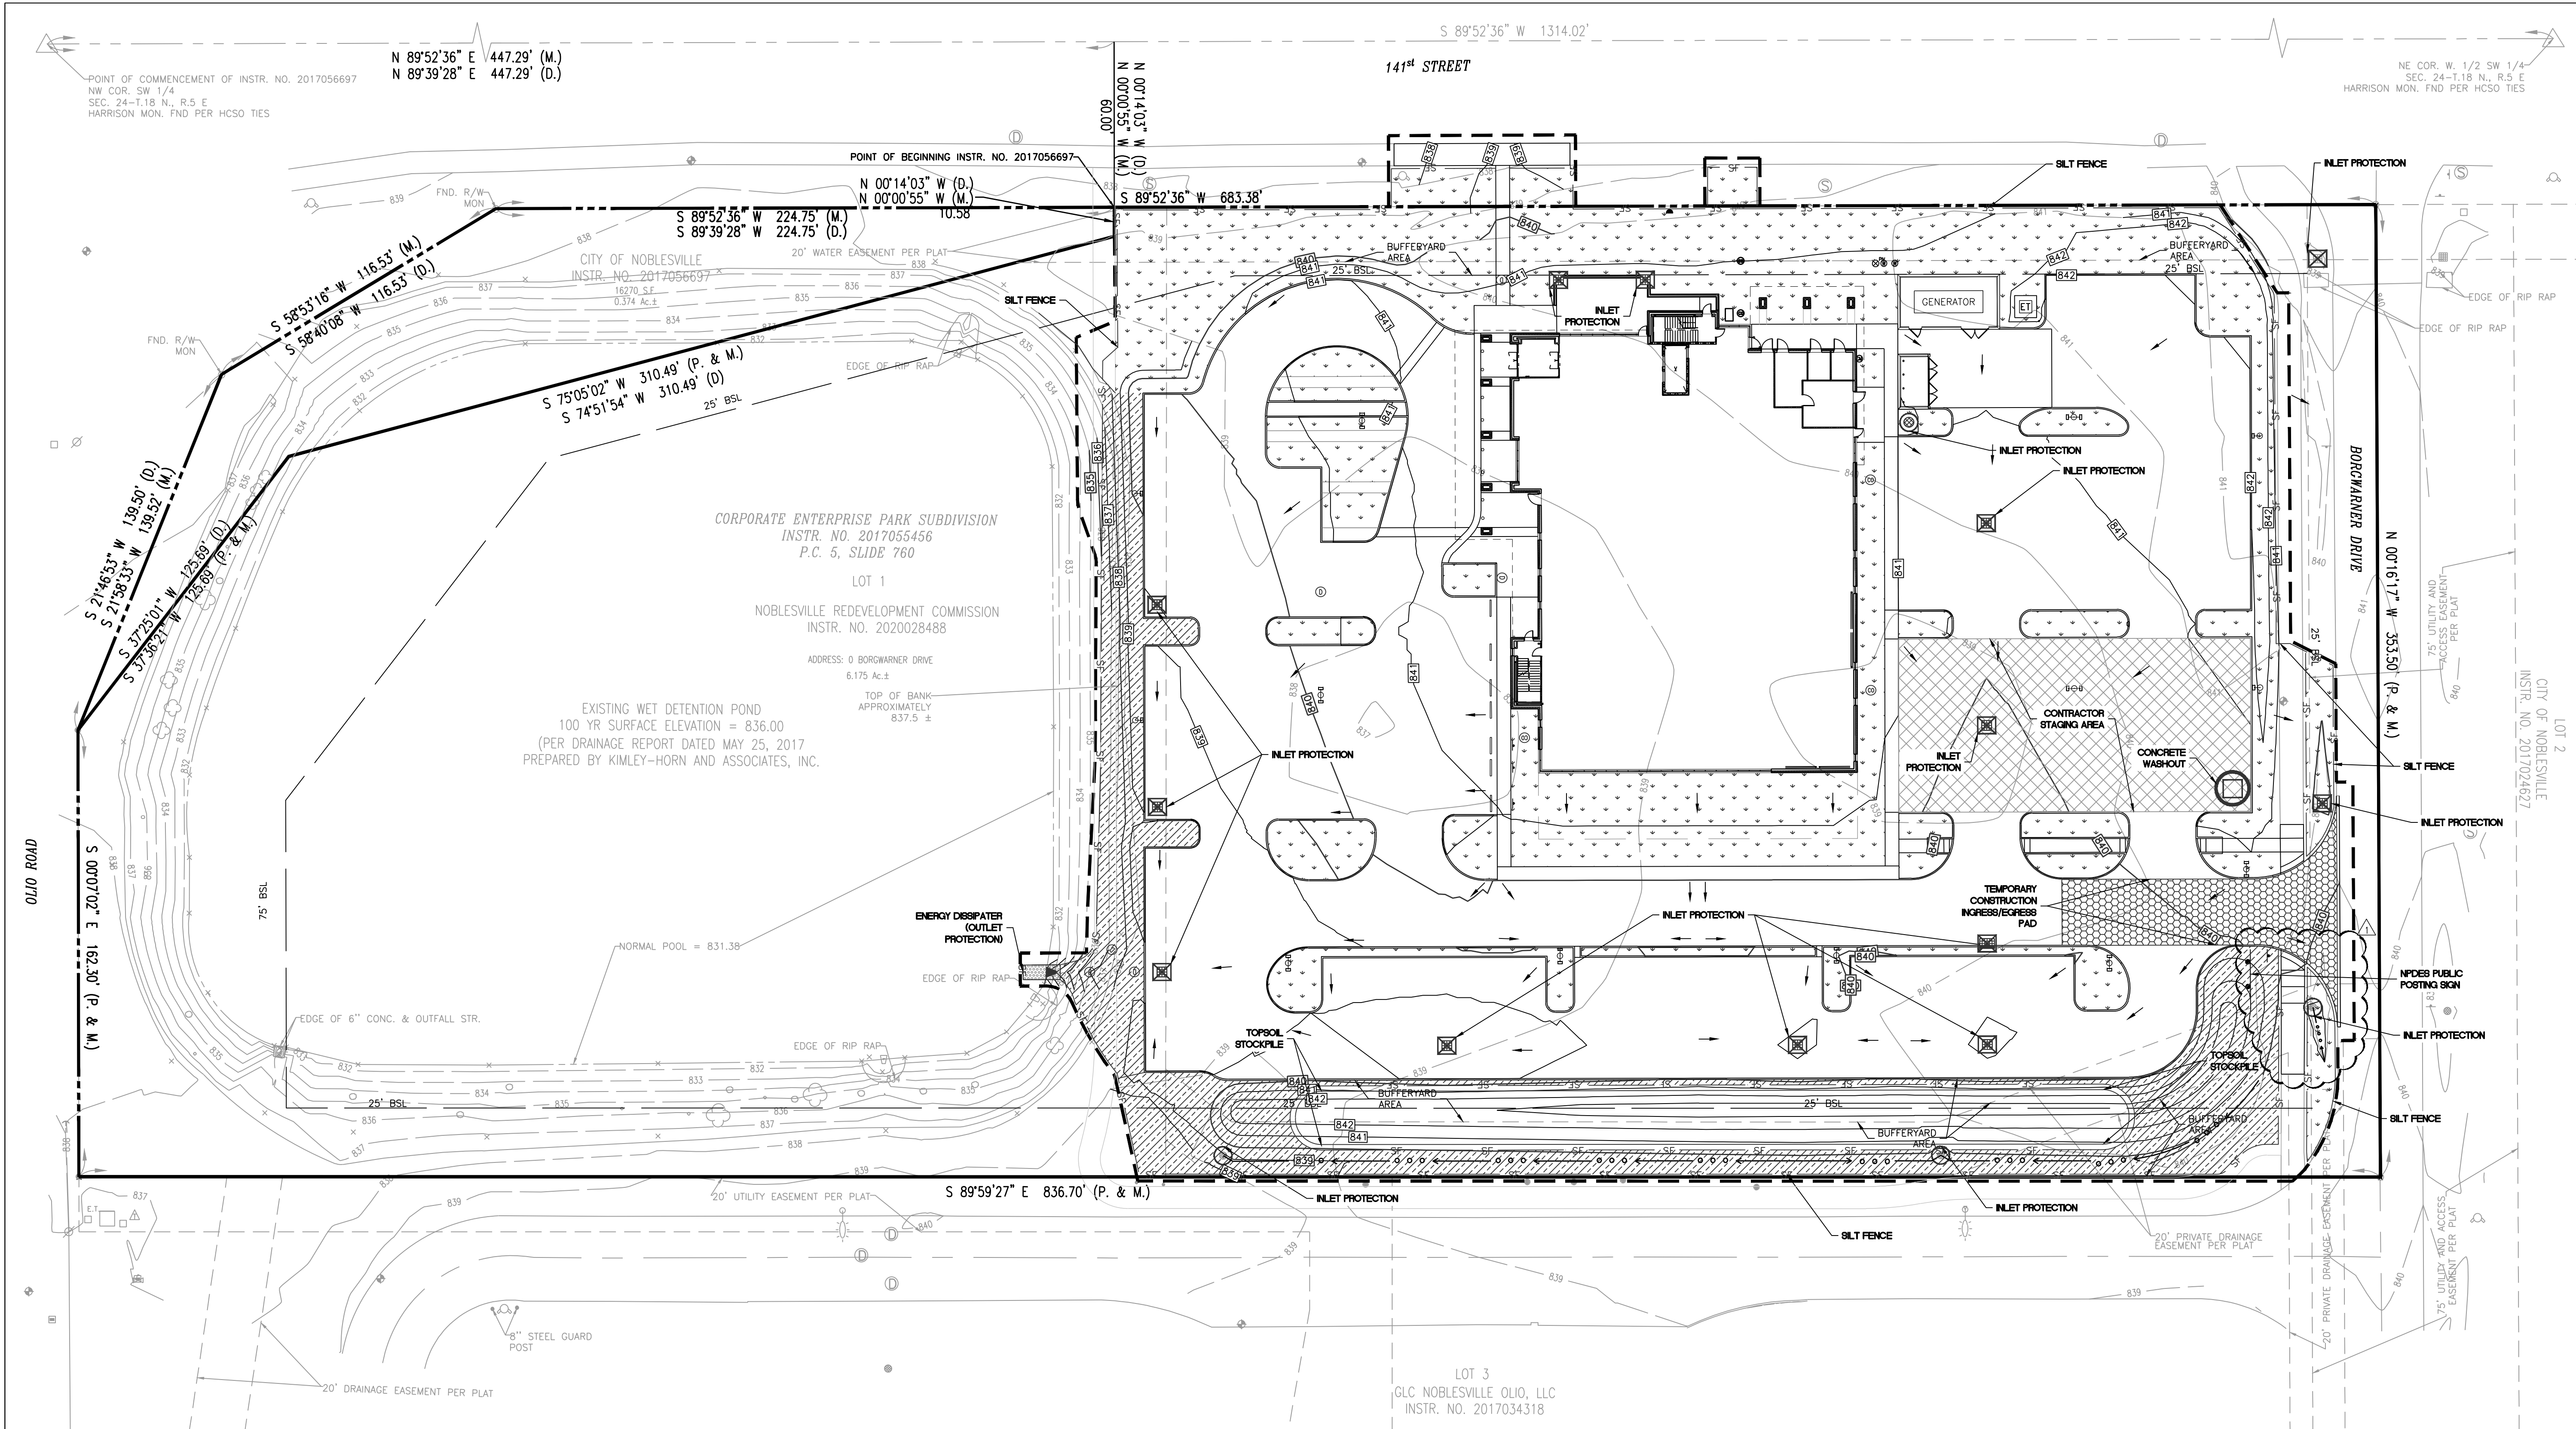 S 89°52'36" W 1314.02'
N 89°52'36" E 447.29' (M.)
N 89°39'28" E 447.29' (D.)
141st STREET
POINT OF COMMENCEMENT OF INSTR. NO. 2017056697
NW COR. SW 1/4
SEC. 24-T.18 N., R.5 E
HARRISON MON. FND PER HCSO TIES
NE COR. W. 1/2 SW 1/4
SEC. 24-T.18 N., R.5 E
HARRISON MON. FND PER HCSO TIES
N 00°14'03" W (D.)
N 00°00'55" W (M.)
60.00'
POINT OF BEGINNING INSTR. NO. 2017056697
FND. R/W
MON
N 00°14'03" W (D.)
N 00°00'55" W (M.)
10.58
S 89°52'36" W 224.75' (M.)
S 89°39'28" W 224.75' (D.)
S 89°52'36" W 683.38'
SILT FENCE
INLET PROTECTION
20' WATER EASEMENT PER PLAT
CITY OF NOBLESVILLE
INSTR. NO. 2017056697
16270 S.F.
0.374 Ac.±
S 58°53'16" W 116.53' (M.)
S 58°40'08" W 116.53' (D.)
BUFFERYARD
AREA
25' BSL
BUFFERYARD
AREA
25' BSL
SILT FENCE
INLET
PROTECTION
GENERATOR
ET
EDGE OF RIP RAP
EDGE OF RIP RAP
FND. R/W
MON
EDGE OF RIP RAP
S 75°05'02" W 310.49' (P. & M.)
S 74°51'54" W 310.49' (D)
25' BSL
INLET PROTECTION
INLET PROTECTION
S 21°46'53" W 139.50' (D.)
S 21°58'33" W 139.52' (M.)
S 37°25'01" W 125.69' (D.)
S 37°36'21" W 125.69' (P. & M.)
CORPORATE ENTERPRISE PARK SUBDIVISION
INSTR. NO. 2017055456
P.C. 5, SLIDE 760
LOT 1
NOBLESVILLE REDEVELOPMENT COMMISSION
INSTR. NO. 2020028488
ADDRESS: 0 BORGWARNER DRIVE
6.175 Ac.±
TOP OF BANK
APPROXIMATELY
837.5 ±
EXISTING WET DETENTION POND
100 YR SURFACE ELEVATION = 836.00
(PER DRAINAGE REPORT DATED MAY 25, 2017
PREPARED BY KIMLEY-HORN AND ASSOCIATES, INC.
BORGWARNER DRIVE
N 00°16'17" W 353.50' (P. & M.)
75' UTILITY AND
ACCESS EASEMENT
PER PLAT
LOT 2
CITY OF NOBLESVILLE
INSTR. NO. 2017024627
INLET PROTECTION
CONTRACTOR
STAGING AREA
INLET
PROTECTION
CONCRETE
WASHOUT
SILT FENCE
INLET PROTECTION
OLIO ROAD
S 00°07'02" E 162.30' (P. & M.)
75' BSL
ENERGY DISSIPATER
(OUTLET
PROTECTION)
NORMAL POOL = 831.38
EDGE OF RIP RAP
INLET PROTECTION
TEMPORARY
CONSTRUCTION
INGRESS/EGRESS
PAD
NPDES PUBLIC
POSTING SIGN
INLET PROTECTION
EDGE OF 6" CONC. & OUTFALL STR.
EDGE OF RIP RAP
TOPSOIL
STOCKPILE
TOPSOIL
STOCKPILE
25' BSL
BUFFERYARD
AREA
25' BSL
BUFFERYARD
AREA
BUFFERYARD
AREA
SILT FENCE
S 89°59'27" E 836.70' (P. & M.)
20' UTILITY EASEMENT PER PLAT
INLET PROTECTION
INLET PROTECTION
SILT FENCE
20' PRIVATE DRAINAGE
EASEMENT PER PLAT
20' PRIVATE DRAINAGE EASEMENT PER PLAT
75' UTILITY AND ACCESS
EASEMENT PER PLAT
E.T
8" STEEL GUARD
POST
20' DRAINAGE EASEMENT PER PLAT
LOT 3
GLC NOBLESVILLE OLIO, LLC
INSTR. NO. 2017034318